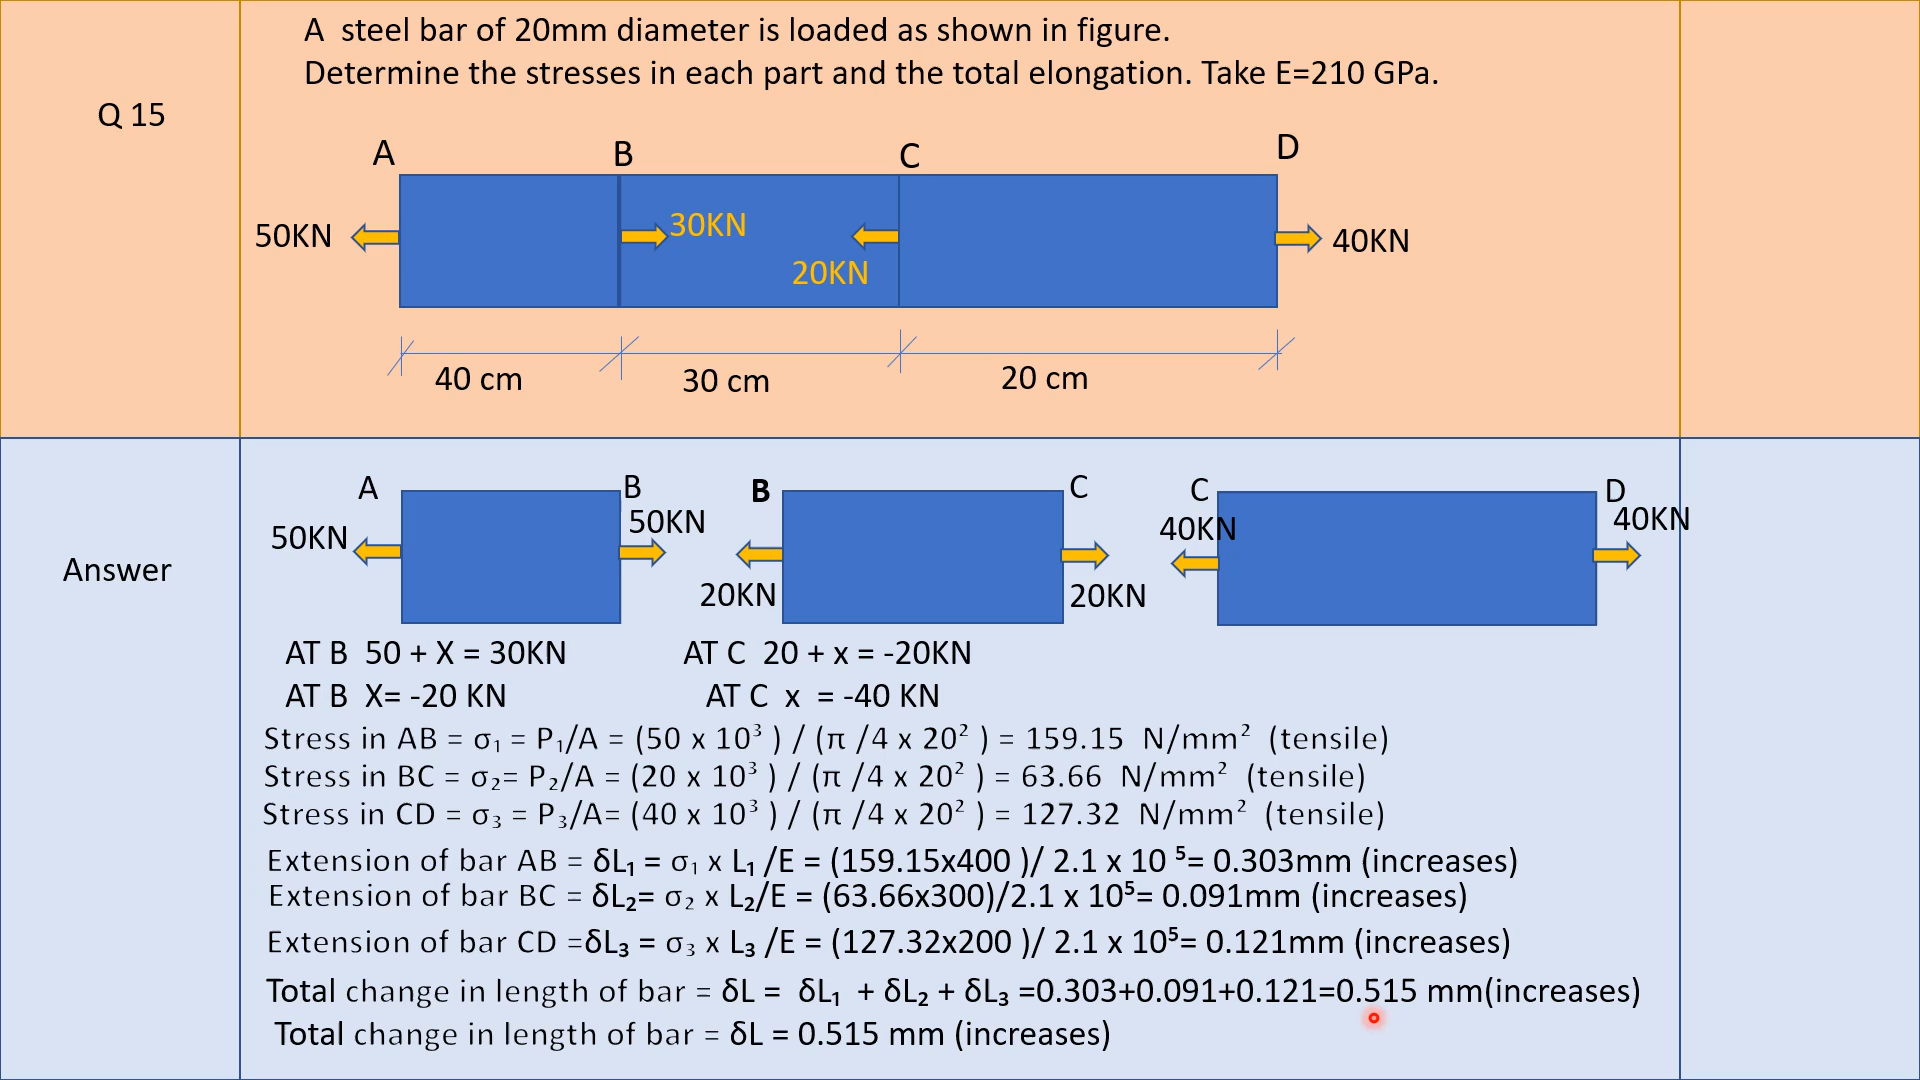 A steel bar of 20mm diameter is loaded as shown in figure.
Determine the stresses in each part and the total elongation. Take E=210 GPa.
Q 15
A B C D
50KN 30KN 20KN 40KN
40 cm 30 cm 20 cm
Answer
A B B C C D
50KN 50KN 20KN 20KN 40KN 40KN
AT B 50 + X = 30KN AT C 20 + x = -20KN
AT B X= -20 KN AT C x = -40 KN
Stress in AB = σ₁ = P₁/A = (50 x 10³ ) / (π /4 x 20² ) = 159.15 N/mm² (tensile)
Stress in BC = σ₂= P₂/A = (20 x 10³ ) / (π /4 x 20² ) = 63.66 N/mm² (tensile)
Stress in CD = σ₃ = P₃/A= (40 x 10³ ) / (π /4 x 20² ) = 127.32 N/mm² (tensile)
Extension of bar AB = δL₁ = σ₁ x L₁ /E = (159.15x400 )/ 2.1 x 10 ⁵= 0.303mm (increases)
Extension of bar BC = δL₂= σ₂ x L₂/E = (63.66x300)/2.1 x 10⁵= 0.091mm (increases)
Extension of bar CD =δL₃ = σ₃ x L₃ /E = (127.32x200 )/ 2.1 x 10⁵= 0.121mm (increases)
Total change in length of bar = δL = δL₁ + δL₂ + δL₃ =0.303+0.091+0.121=0.515 mm(increases)
Total change in length of bar = δL = 0.515 mm (increases)